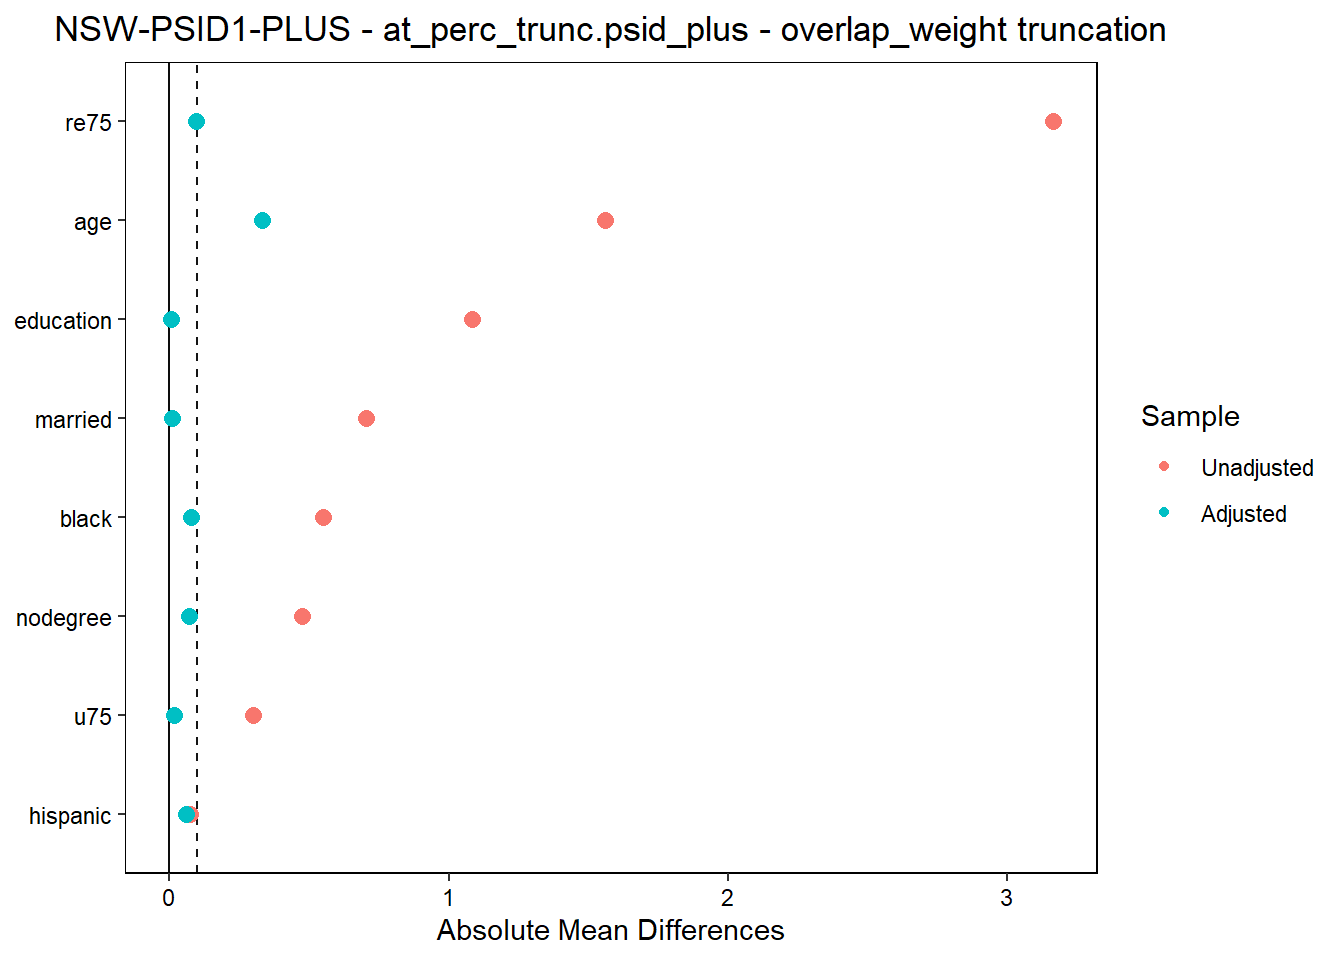 NSW-PSID1-PLUS - at_perc_trunc.psid_plus - overlap_weight truncation
re75
age
education
married
black
nodegree
u75
hispanic
0 1 2 3
Absolute Mean Differences
Sample
Unadjusted
Adjusted